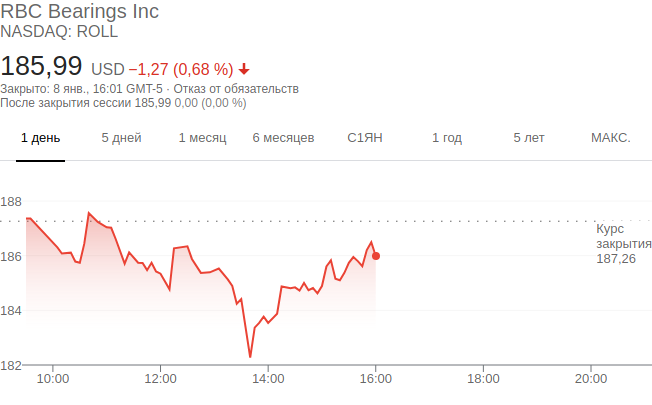 RBC Bearings Inc
NASDAQ: ROLL
185,99 USD −1,27 (0,68 %)
Закрыто: 8 янв., 16:01 GMT-5 · Отказ от обязательств
После закрытия сессии 185,99 0,00 (0,00 %)
1 день 5 дней 1 месяц 6 месяцев С1ЯН 1 год 5 лет МАКС.
188
Курс
закрытия
187,26
186
184
182
10:00 12:00 14:00 16:00 18:00 20:00